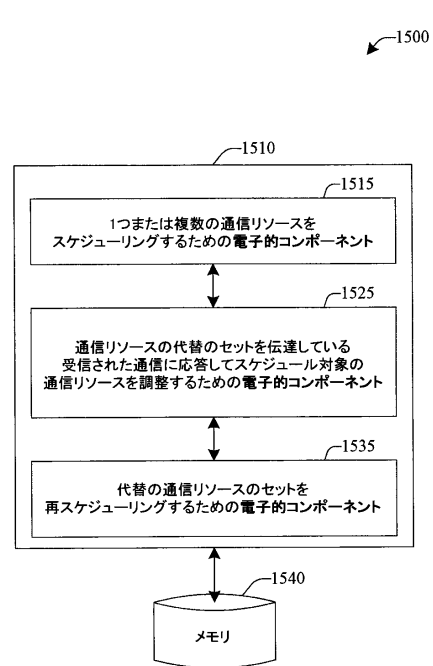 1500
1510
1515
1つまたは複数の通信リソースを
スケジューリングするための電子的コンポーネント
1525
通信リソースの代替のセットを伝達している
受信された通信に応答してスケジュール対象の
通信リソースを調整するための電子的コンポーネント
1535
代替の通信リソースのセットを
再スケジューリングするための電子的コンポーネント
1540
メモリ